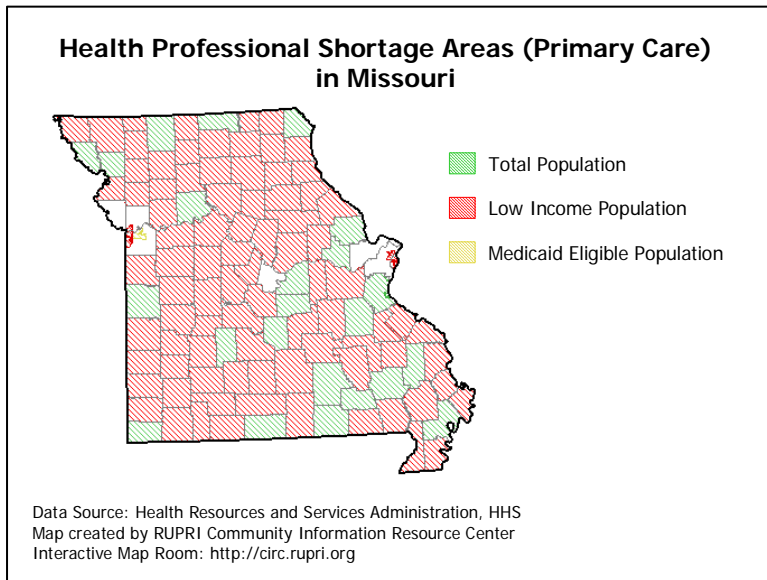 Health Professional Shortage Areas (Primary Care)
in Missouri
Total Population
Low Income Population
Medicaid Eligible Population
Data Source: Health Resources and Services Administration, HHS
Map created by RUPRI Community Information Resource Center
Interactive Map Room: http://circ.rupri.org